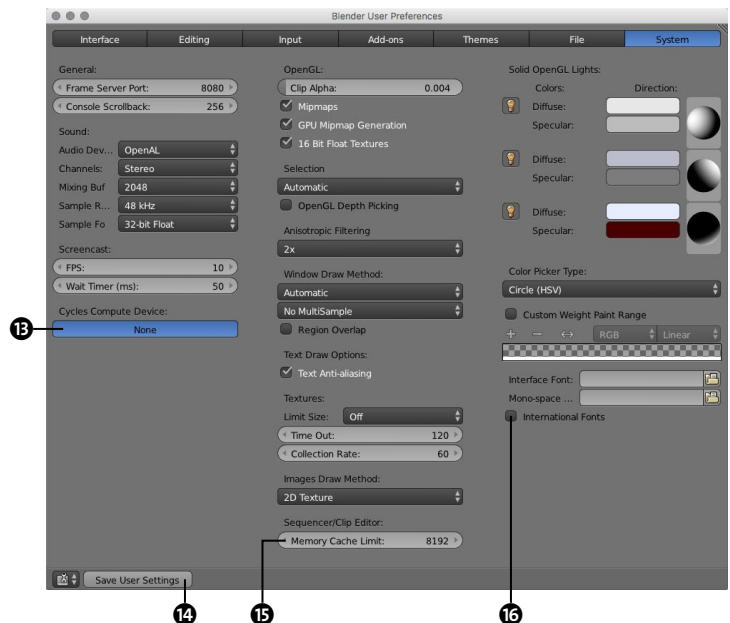 Blender User Preferences
Interface Editing Input Add-ons Themes File System
General:
Frame Server Port: 8080
Console Scrollback: 256
Sound:
Audio Dev... OpenAL
Channels: Stereo
Mixing Buf 2048
Sample R... 48 kHz
Sample Fo 32-bit Float
Screencast:
FPS: 10
Wait Timer (ms): 50
Cycles Compute Device:
13
None
OpenGL:
Clip Alpha: 0.004
Mipmaps
GPU Mipmap Generation
16 Bit Float Textures
Selection
Automatic
OpenGL Depth Picking
Anisotropic Filtering
2x
Window Draw Method:
Automatic
No MultiSample
Region Overlap
Text Draw Options:
Text Anti-aliasing
Textures:
Limit Size: Off
Time Out: 120
Collection Rate: 60
Images Draw Method:
2D Texture
Sequencer/Clip Editor:
Memory Cache Limit: 8192
Solid OpenGL Lights:
Colors: Direction:
Diffuse:
Specular:
Diffuse:
Specular:
Diffuse:
Specular:
Color Picker Type:
Circle (HSV)
Custom Weight Paint Range
RGB Linear
Interface Font:
Mono-space ...
International Fonts
Save User Settings
14 15 16